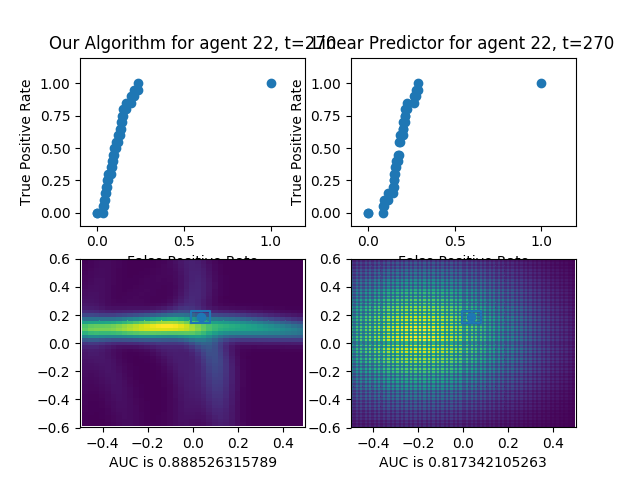 Our Algorithm for agent 22, t=270
Linear Predictor for agent 22, t=270
True Positive Rate
1.00
0.75
0.50
0.25
0.00
0.0 0.5 1.0
False Positive Rate
True Positive Rate
1.00
0.75
0.50
0.25
0.00
0.0 0.5 1.0
0.6
0.4
0.2
0.0
−0.2
−0.4
−0.6
−0.4 −0.2 0.0 0.2 0.4
AUC is 0.888526315789
0.6
0.4
0.2
0.0
−0.2
−0.4
−0.6
−0.4 −0.2 0.0 0.2 0.4
AUC is 0.817342105263